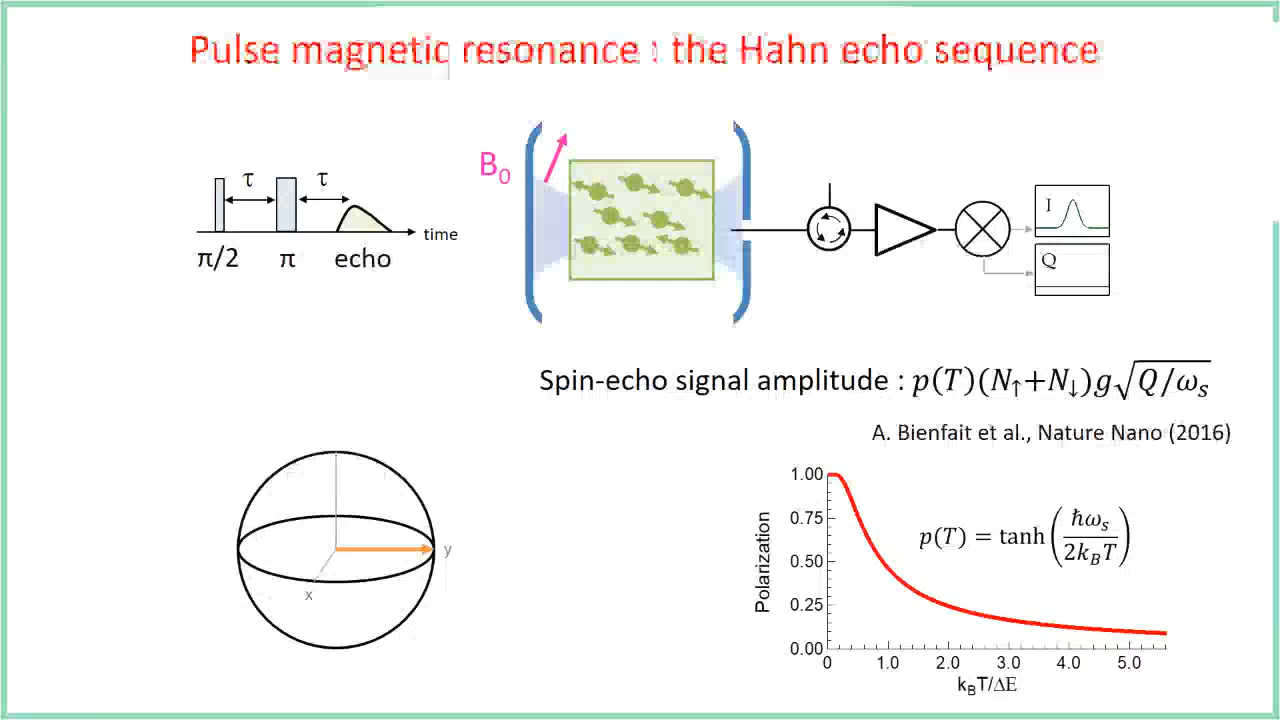 Pulse magnetic resonance : the Hahn echo sequence
τ τ
time
π/2 π echo
B₀
I
Q
Spin-echo signal amplitude : p(T)(N↑+N↓)g√(Q/ωₛ)
A. Bienfait et al., Nature Nano (2016)
y
x
Polarization
1.00
0.75
0.50
0.25
0.00
p(T) = tanh(ħωₛ/2k_BT)
0 1.0 2.0 3.0 4.0 5.0
k_BT/ΔE